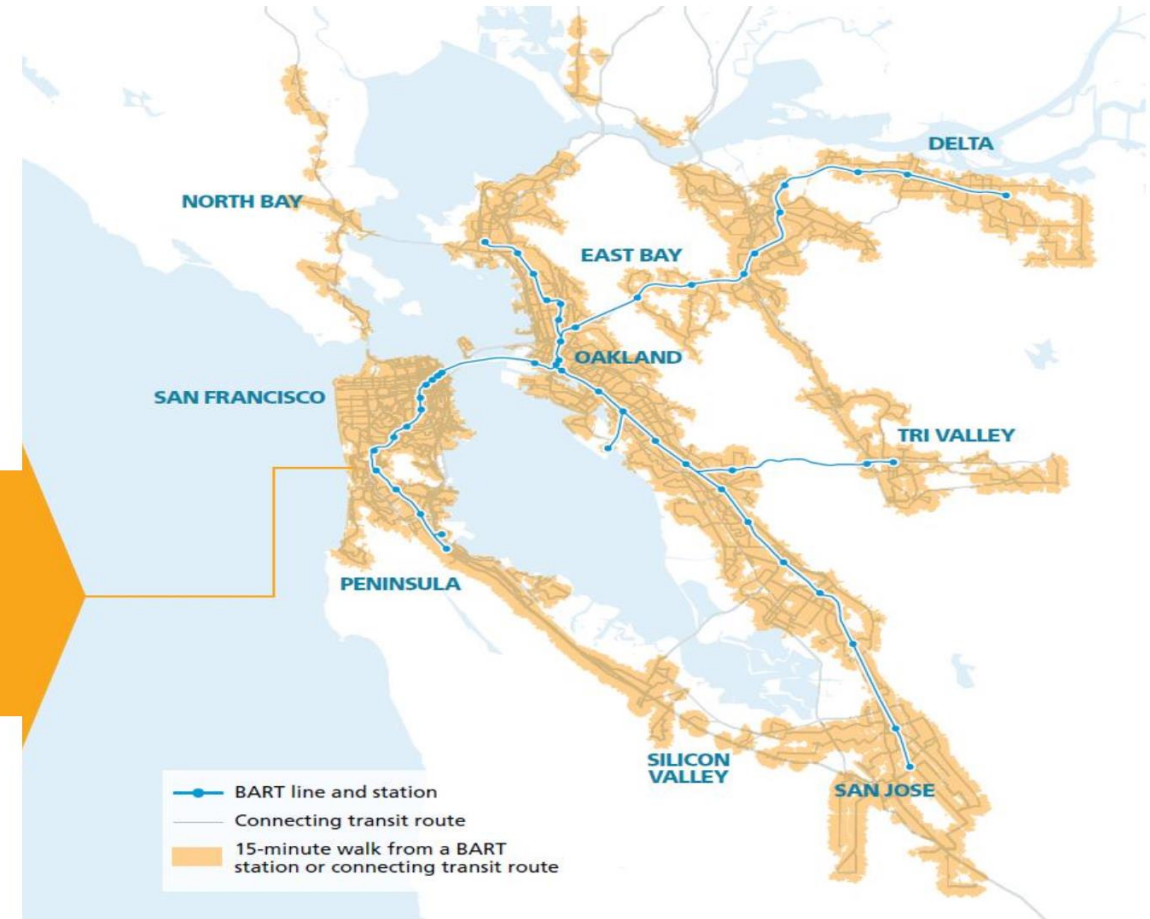 DELTA
NORTH BAY
EAST BAY
OAKLAND
SAN FRANCISCO
TRI VALLEY
PENINSULA
SILICON
VALLEY
SAN JOSE
BART line and station
Connecting transit route
15-minute walk from a BART
station or connecting transit route